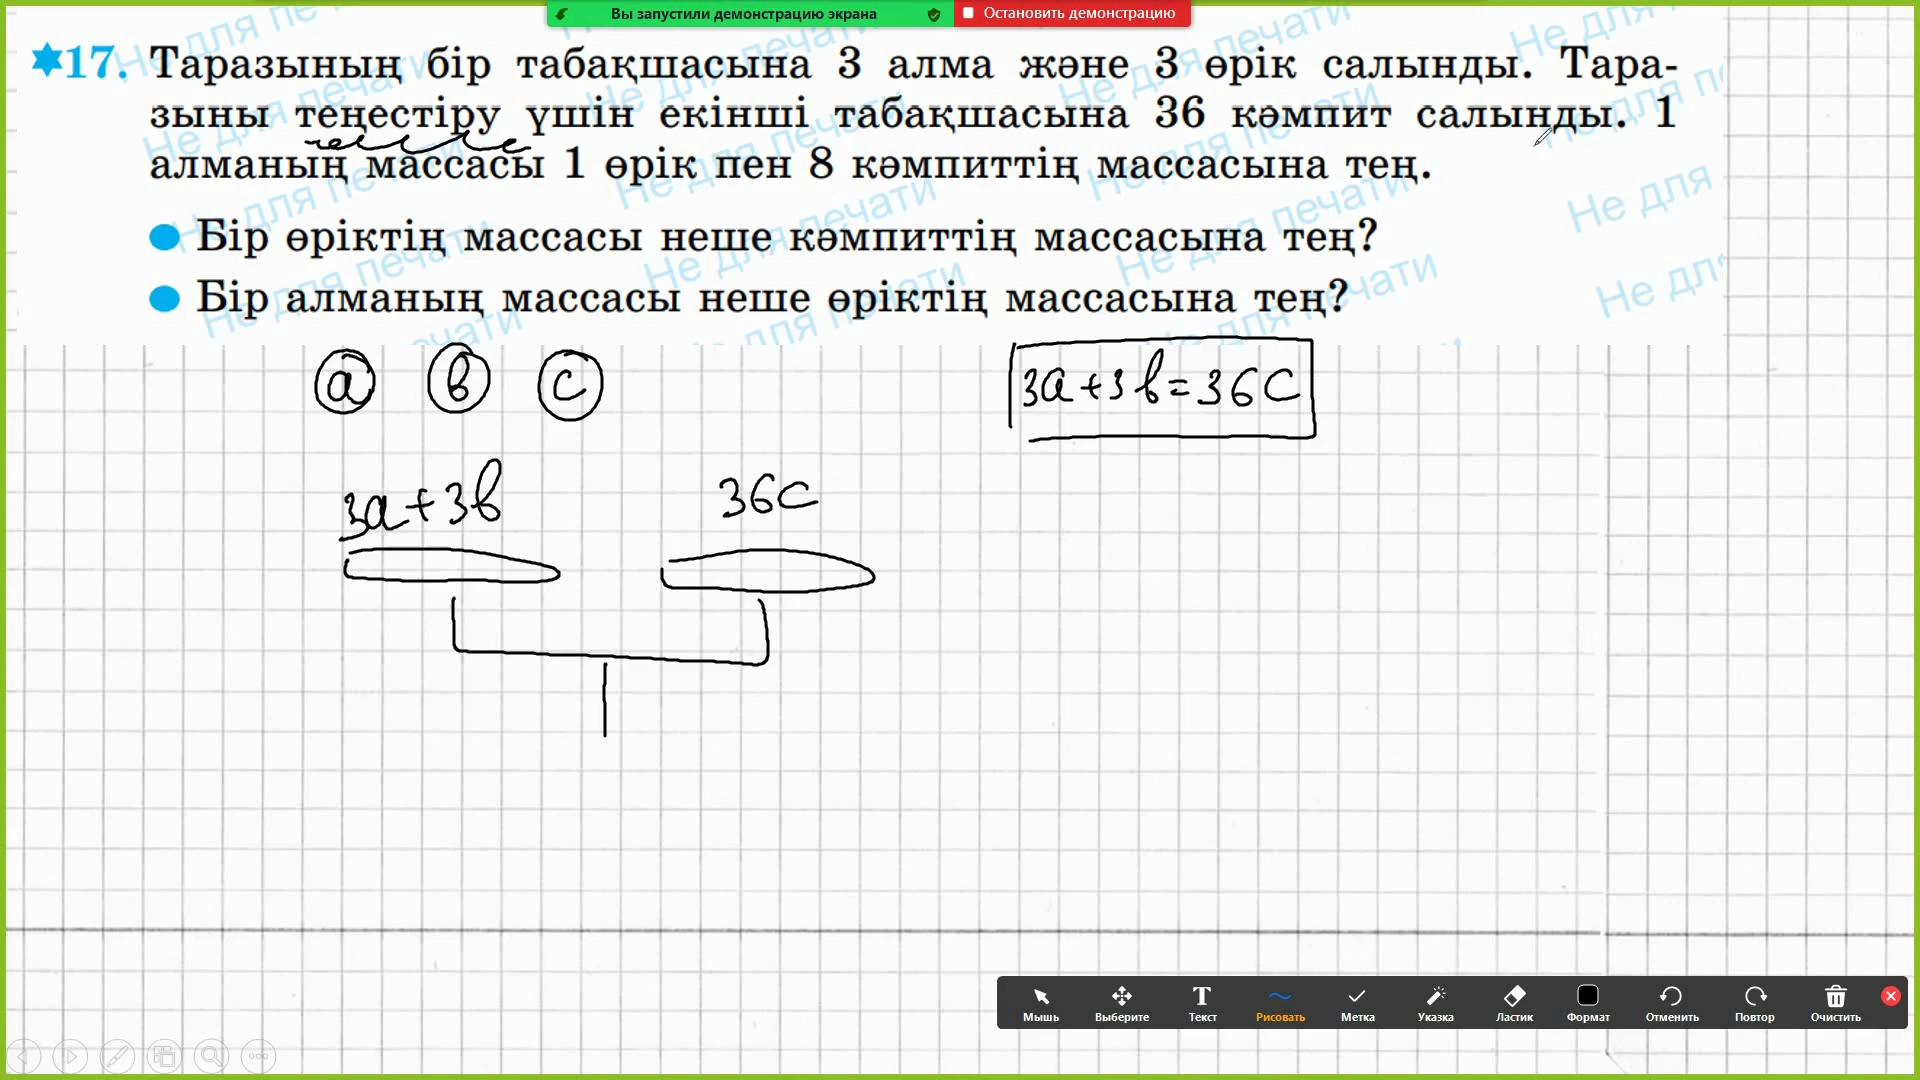 Вы запустили демонстрацию экрана
Остановить демонстрацию
17. Таразының бір табақшасына 3 алма және 3 өрік салынды. Тара-
зыны теңестіру үшін екінші табақшасына 36 кәмпит салынды. 1
алманың массасы 1 өрік пен 8 кәмпиттің массасына тең.
Бір өріктің массасы неше кәмпиттің массасына тең?
Бір алманың массасы неше өріктің массасына тең?
Не для печати
a b c
3a+3b=36C
3a+3b 36C
Мышь Выберите Текст Рисовать Метка Указка Ластик Формат Отменить Повтор Очистить